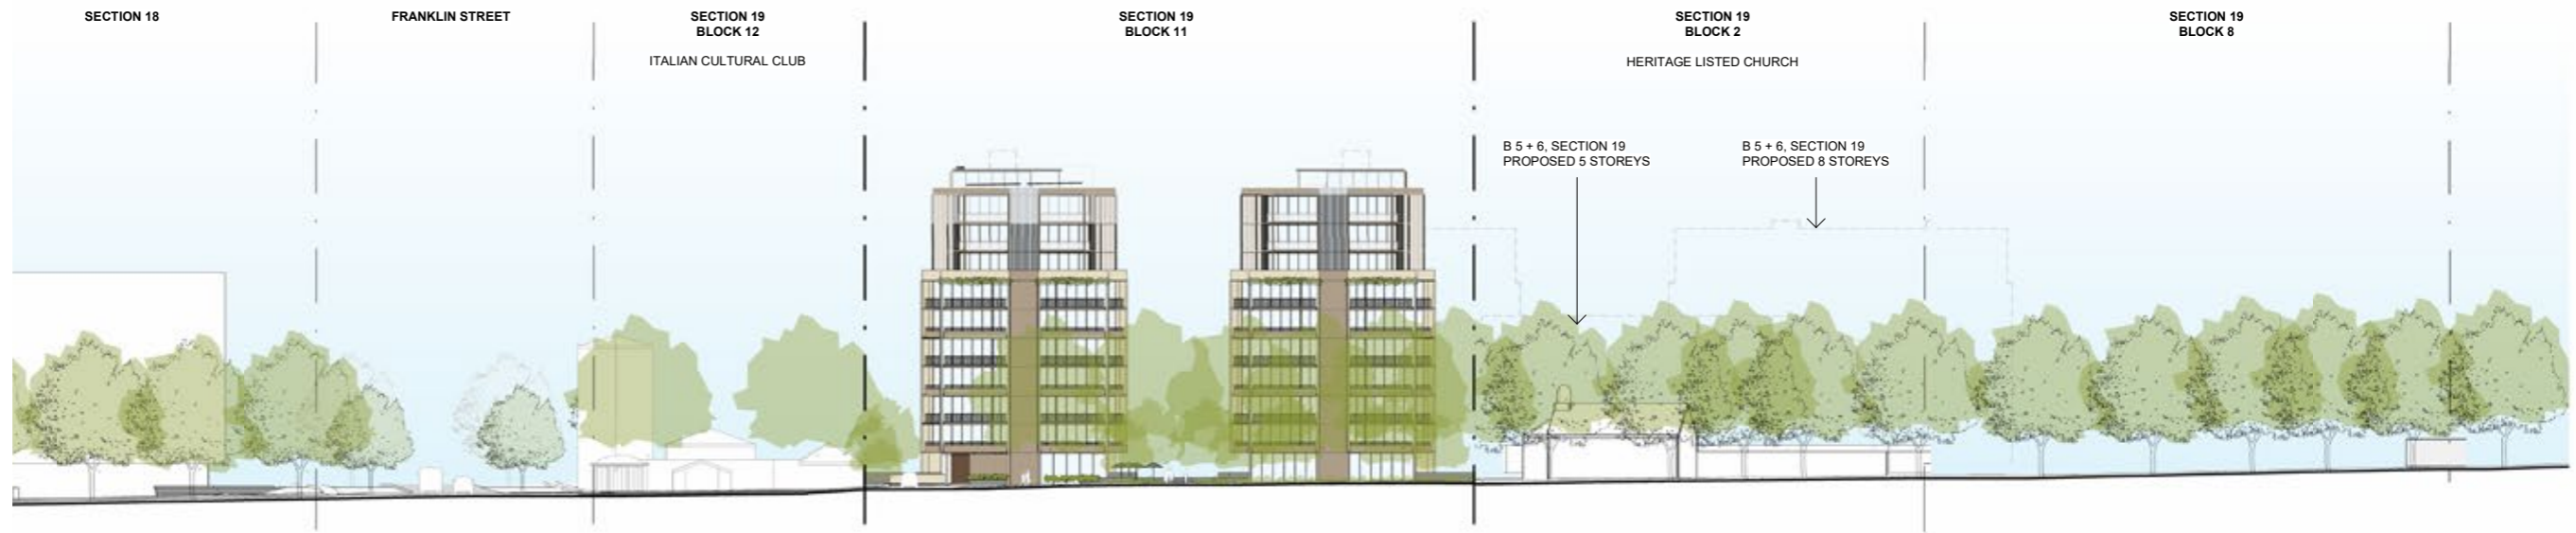 SECTION 18
FRANKLIN STREET
SECTION 19
BLOCK 12
ITALIAN CULTURAL CLUB
SECTION 19
BLOCK 11
SECTION 19
BLOCK 2
HERITAGE LISTED CHURCH
SECTION 19
BLOCK 8
B 5 + 6, SECTION 19
PROPOSED 5 STOREYS
B 5 + 6, SECTION 19
PROPOSED 8 STOREYS